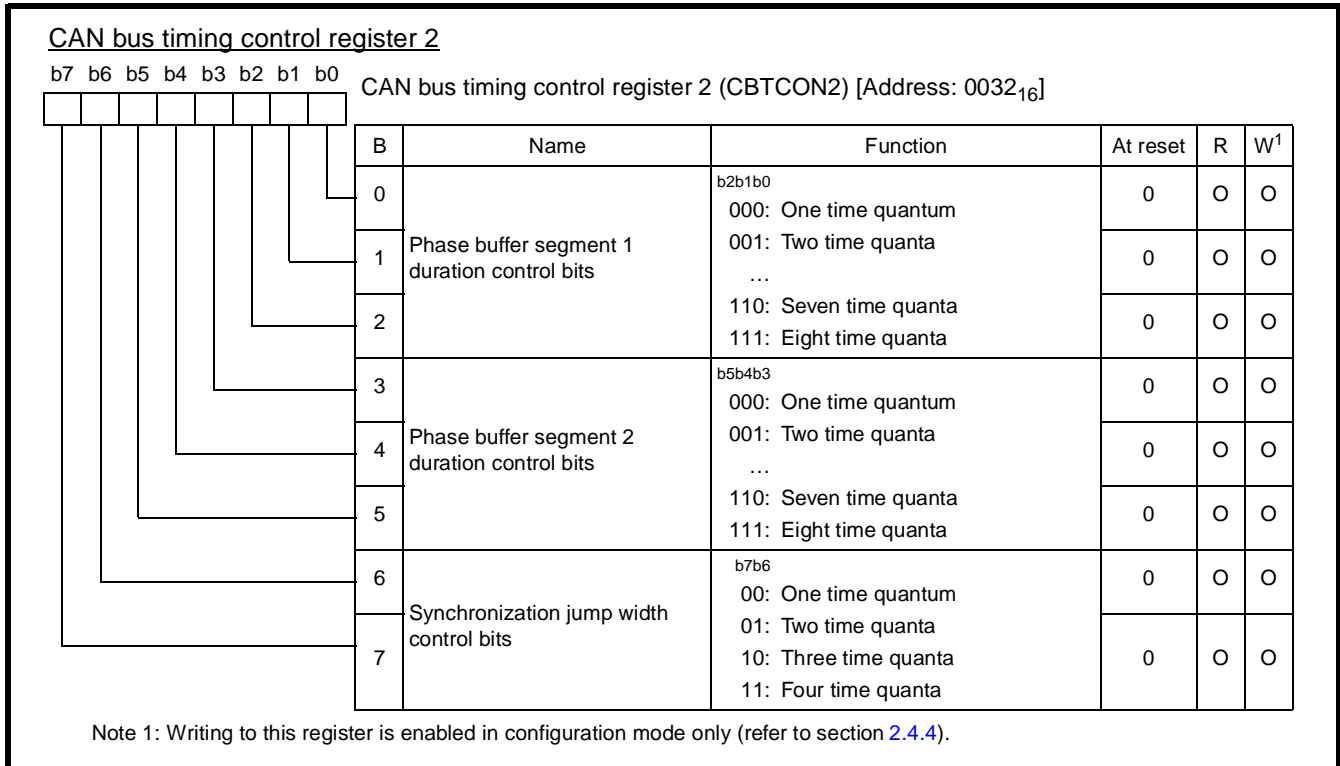 CAN bus timing control register 2
b7 b6 b5 b4 b3 b2 b1 b0
CAN bus timing control register 2 (CBTCON2) [Address: 0032₁₆]
B Name Function At reset R W¹
b2b1b0
0 0 O O
000: One time quantum
Phase buffer segment 1
duration control bits
001: Two time quanta
1 0 O O
…
110: Seven time quanta
2 0 O O
111: Eight time quanta
b5b4b3
3 0 O O
000: One time quantum
Phase buffer segment 2
duration control bits
001: Two time quanta
4 0 O O
…
110: Seven time quanta
5 0 O O
111: Eight time quanta
b7b6
6 0 O O
00: One time quantum
Synchronization jump width
control bits
01: Two time quanta
7 0 O O
10: Three time quanta
11: Four time quanta
Note 1: Writing to this register is enabled in configuration mode only (refer to section 2.4.4).